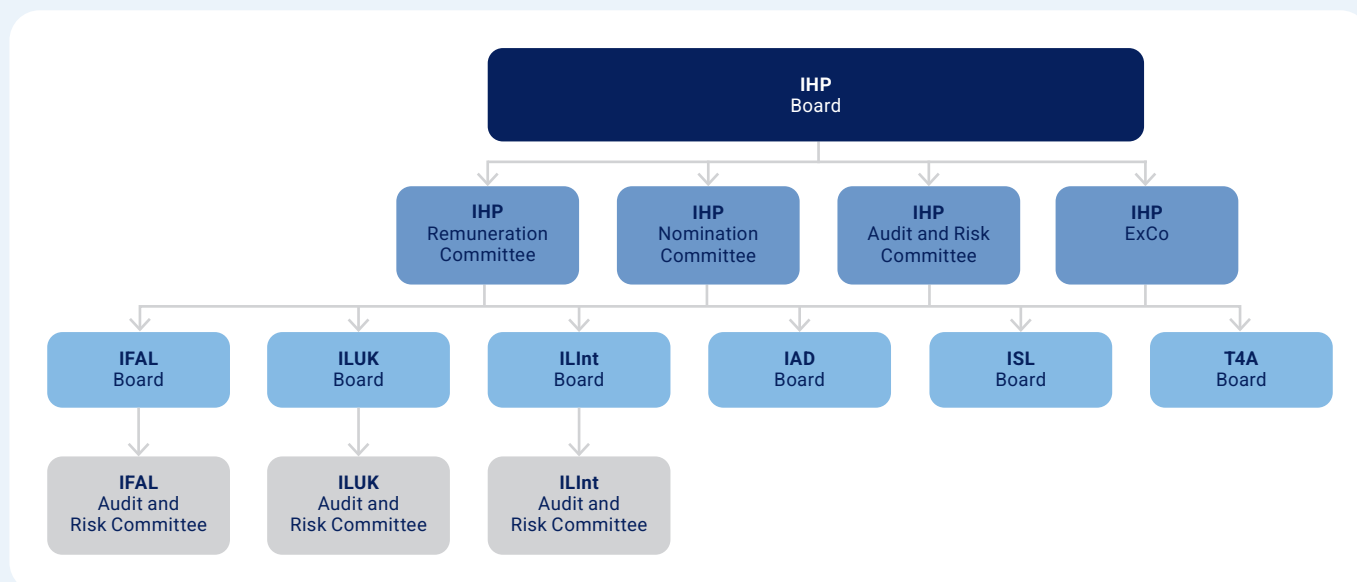 IHP
Board
IHP
Remuneration
Committee
IHP
Nomination
Committee
IHP
Audit and Risk
Committee
IHP
ExCo
IFAL
Board
ILUK
Board
ILInt
Board
IAD
Board
ISL
Board
T4A
Board
IFAL
Audit and
Risk Committee
ILUK
Audit and
Risk Committee
ILInt
Audit and
Risk Committee